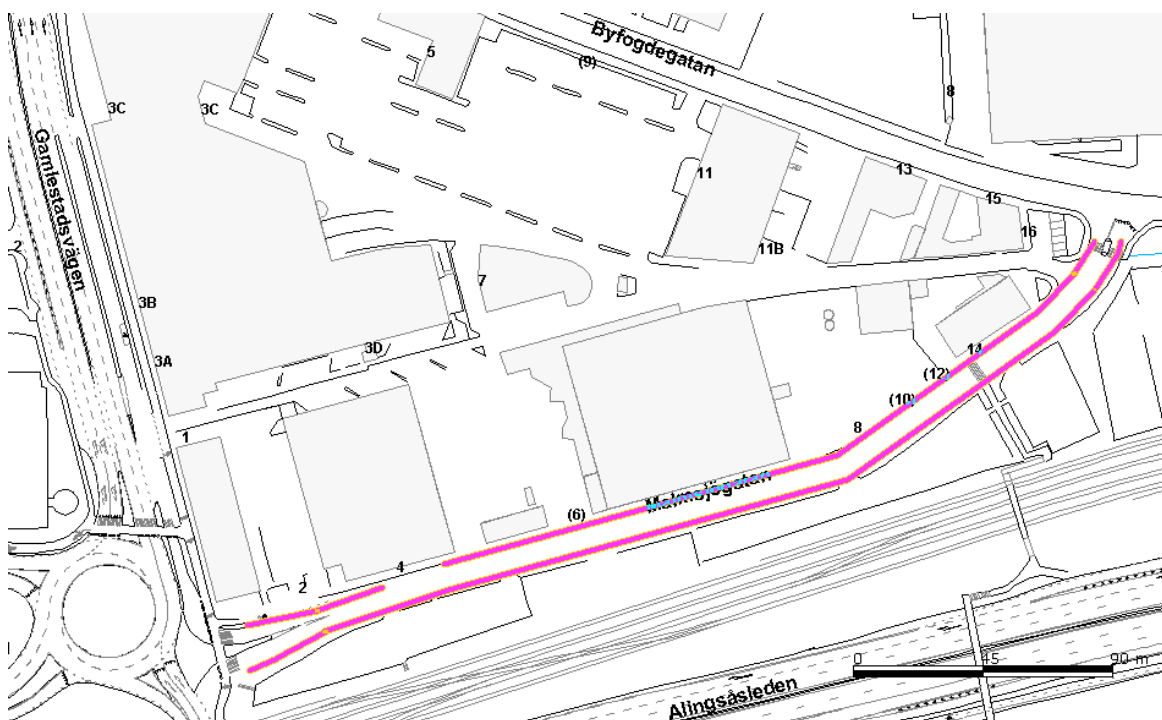 Byfogdegatan
5
(9)
8
3C
3C
Gamlestadsvägen
11
13
15
16
11B
2
7
3B
3A
3D
14
(12)
(10)
8
1
Malmsjögatan
(6)
4
2
0 45 90 m
Alingsåsleden